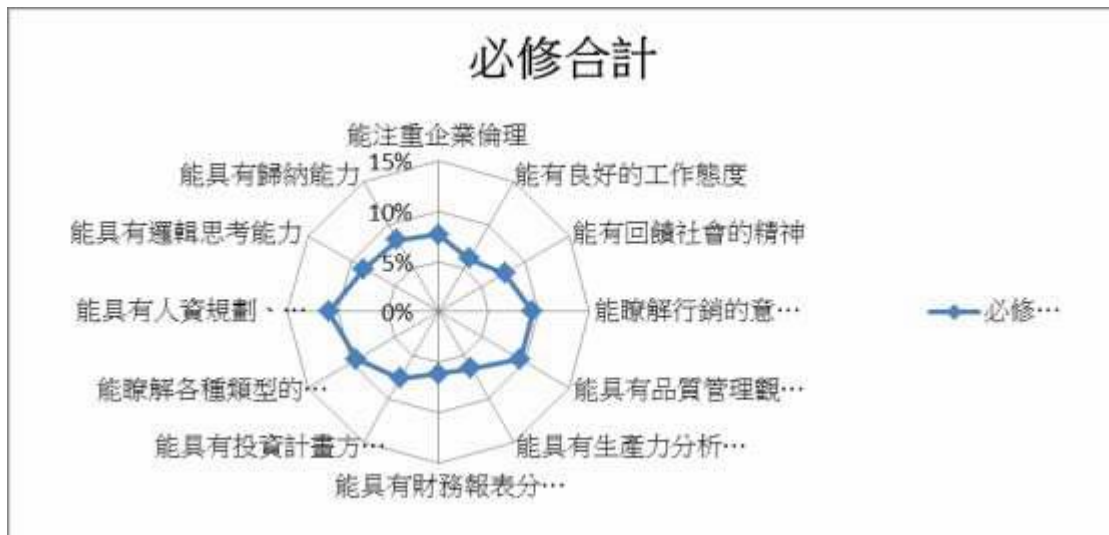 必修合計
能注重企業倫理
15%
能具有歸納能力
能有良好的工作態度
10%
能具有邏輯思考能力
能有回饋社會的精神
5%
能具有人資規劃、…
0%
能瞭解行銷的意…
必修…
能瞭解各種類型的…
能具有品質管理觀…
能具有投資計畫方…
能具有生產力分析…
能具有財務報表分…